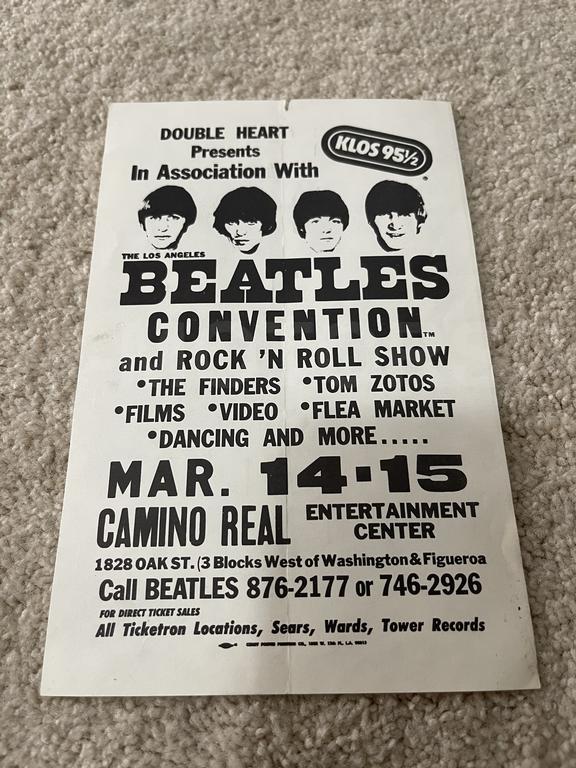 DOUBLE HEART
Presents
In Association With
KLOS 95½
THE LOS ANGELES
BEATLES
CONVENTION™
and ROCK 'N ROLL SHOW
•THE FINDERS •TOM ZOTOS
•FILMS •VIDEO •FLEA MARKET
•DANCING AND MORE.....
MAR. 14-15
CAMINO REAL ENTERTAINMENT CENTER
1828 OAK ST. (3 Blocks West of Washington & Figueroa
Call BEATLES 876-2177 or 746-2926
FOR DIRECT TICKET SALES
All Ticketron Locations, Sears, Wards, Tower Records